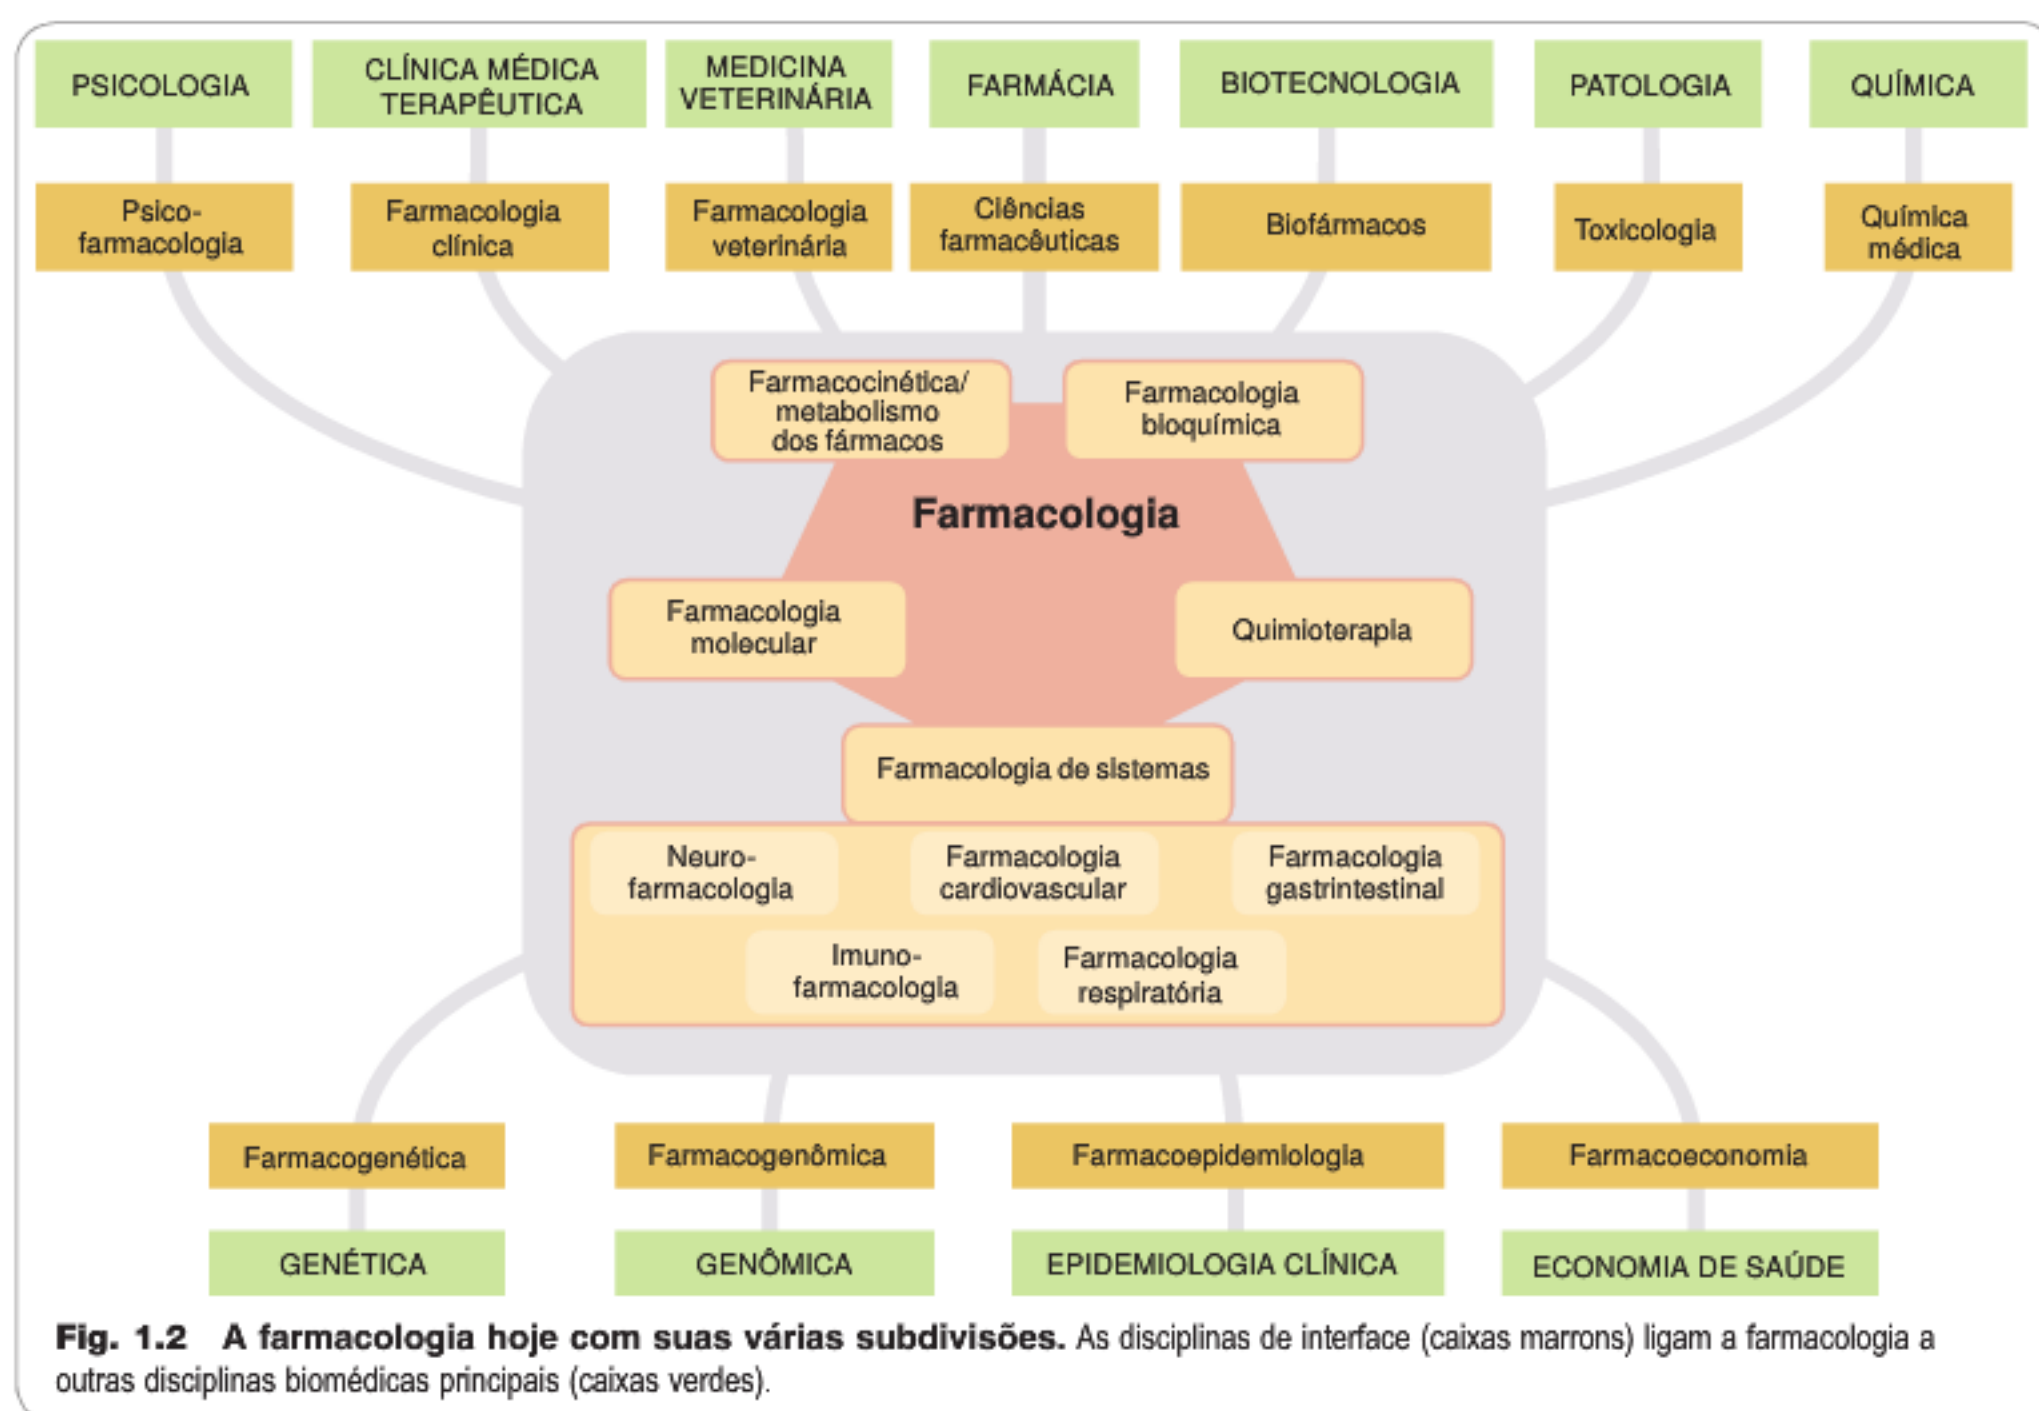 PSICOLOGIA
CLÍNICA MÉDICA
TERAPÊUTICA
MEDICINA
VETERINÁRIA
FARMÁCIA
BIOTECNOLOGIA
PATOLOGIA
QUÍMICA
Psico-
farmacologia
Farmacologia
clínica
Farmacologia
veterinária
Ciências
farmacêuticas
Biofármacos
Toxicologia
Química
médica
Farmacocinética/
metabolismo
dos fármacos
Farmacologia
bioquímica
Farmacologia
Farmacologia
molecular
Quimioterapia
Farmacologia de sistemas
Neuro-
farmacologia
Farmacologia
cardiovascular
Farmacologia
gastrintestinal
Imuno-
farmacologia
Farmacologia
respiratória
Farmacogenética
Farmacogenômica
Farmacoepidemiologia
Farmacoeconomia
GENÉTICA
GENÔMICA
EPIDEMIOLOGIA CLÍNICA
ECONOMIA DE SAÚDE
Fig. 1.2 A farmacologia hoje com suas várias subdivisões. As disciplinas de interface (caixas marrons) ligam a farmacologia a
outras disciplinas biomédicas principais (caixas verdes).